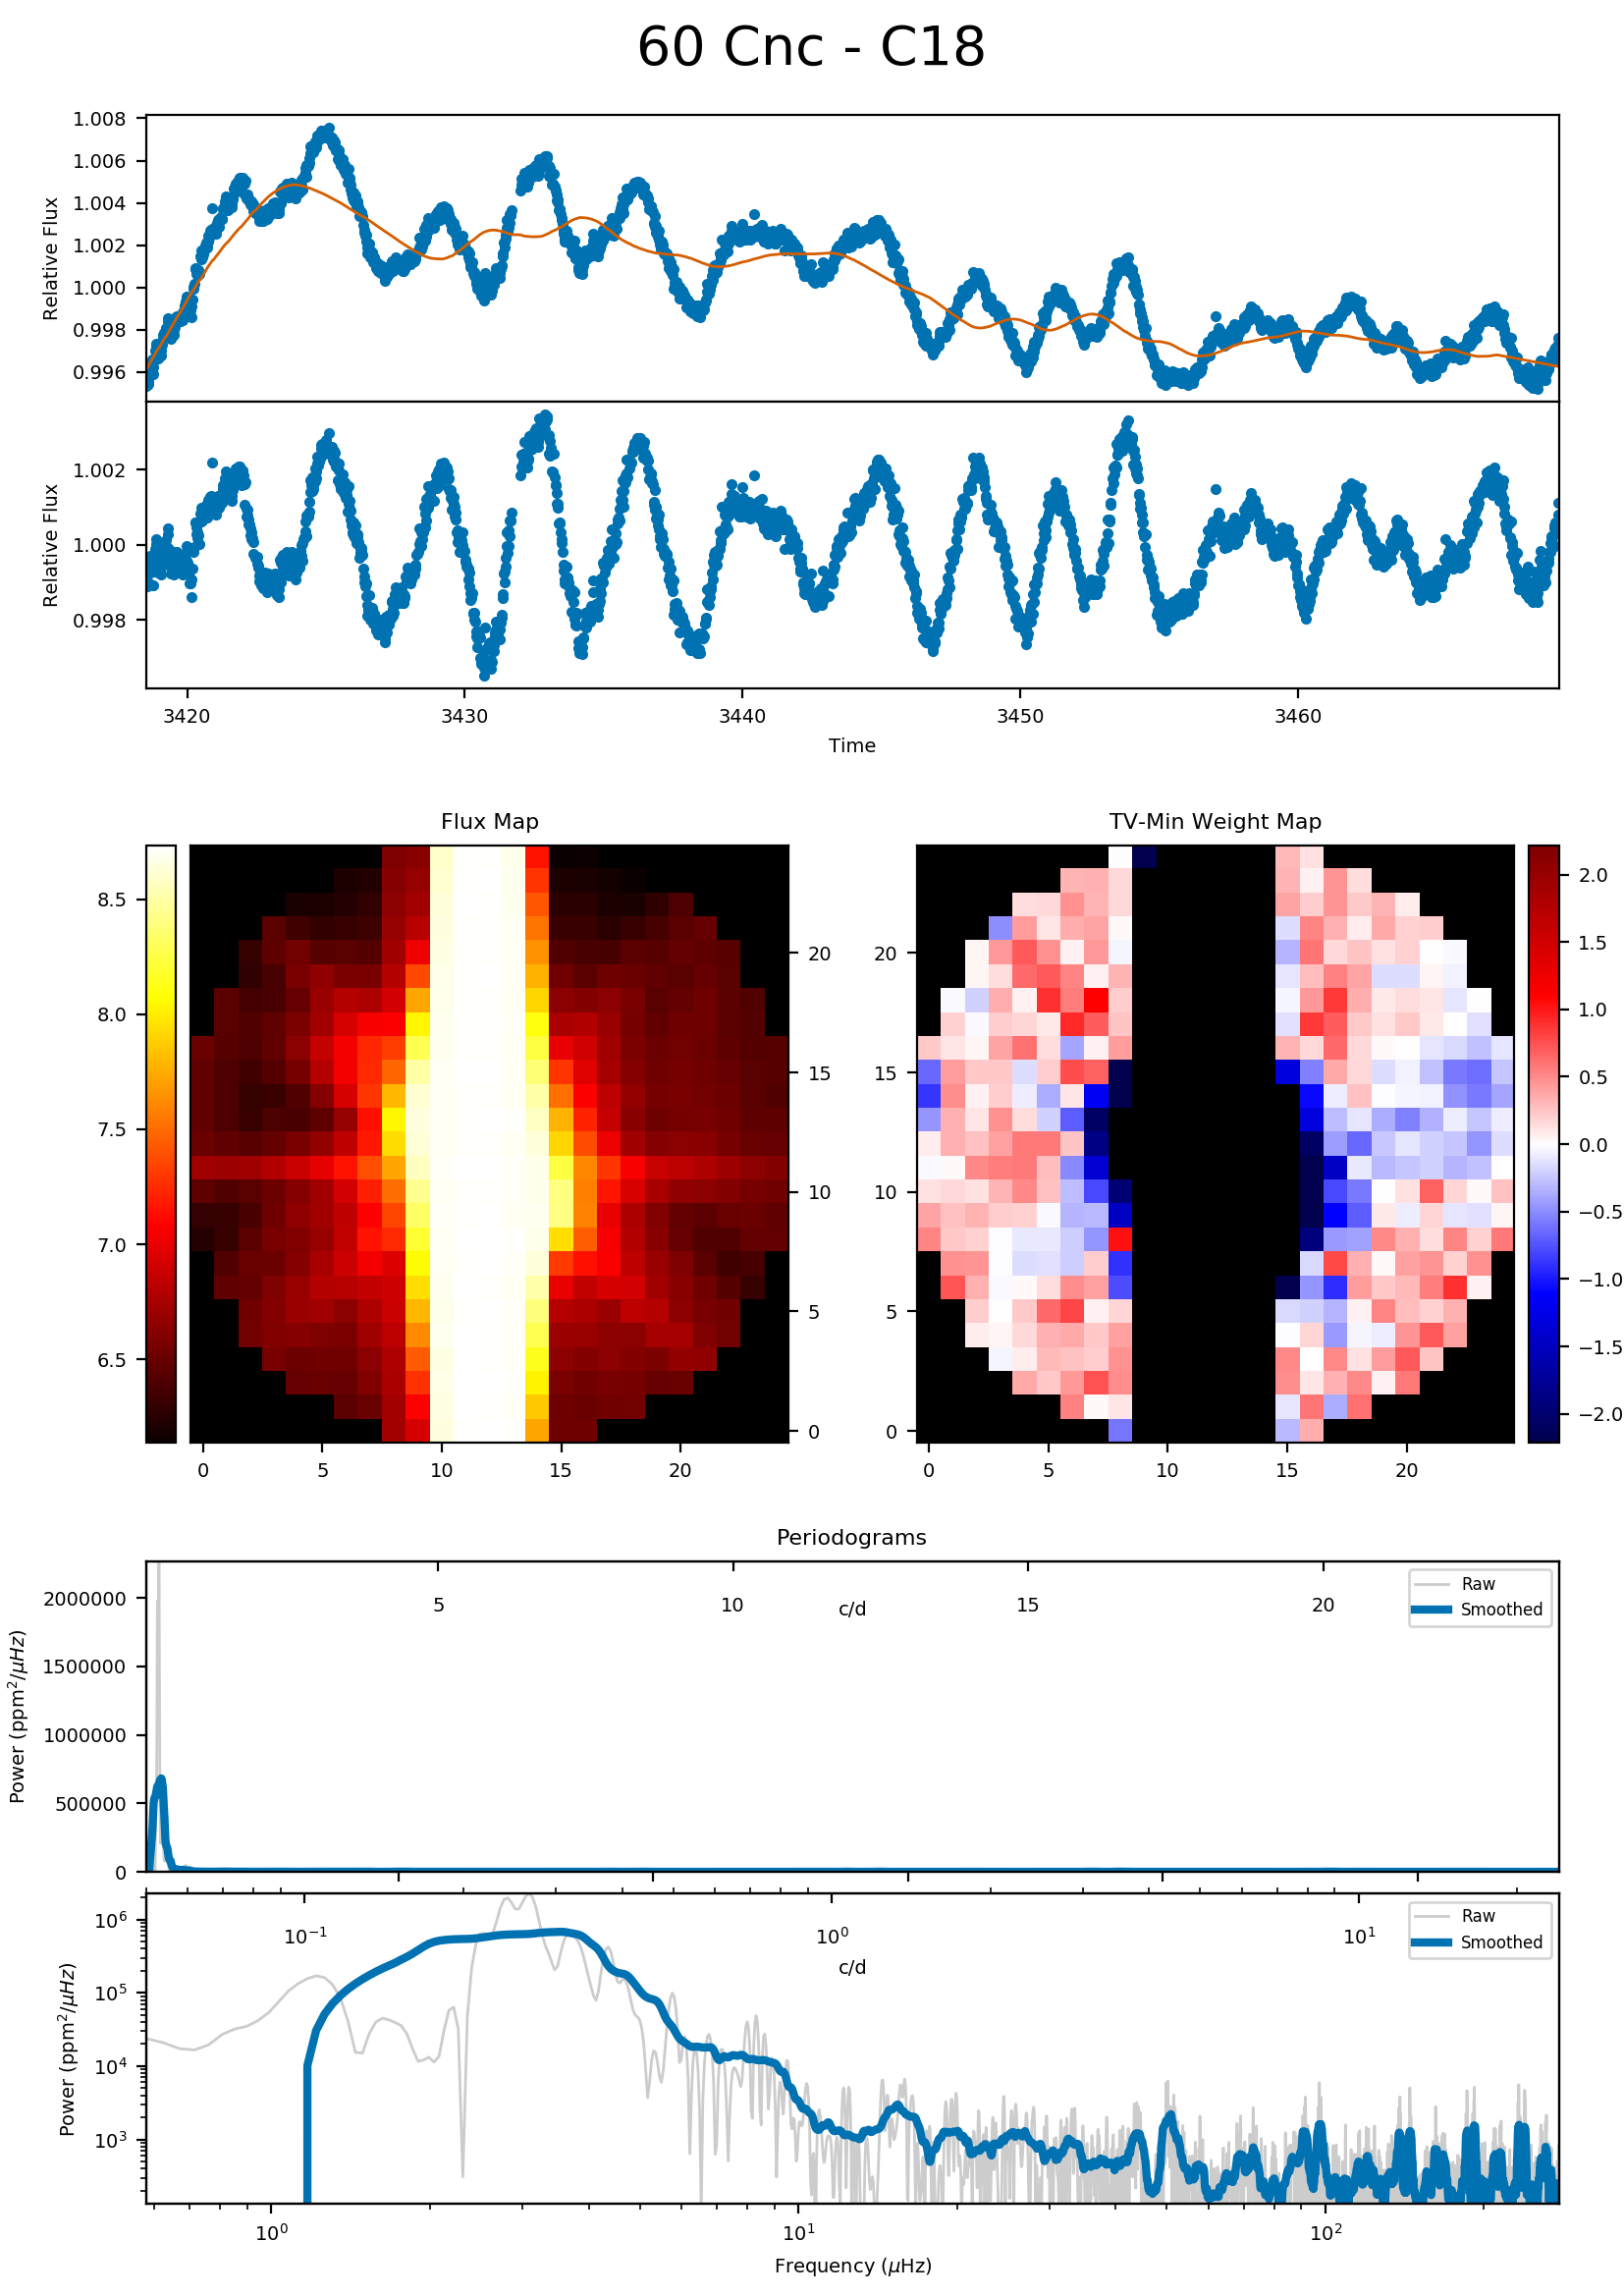 60 Cnc - C18
1.008
1.006
1.004
1.002
1.000
0.998
0.996
Relative Flux
1.002
1.000
0.998
Relative Flux
3420 3430 3440 3450 3460
Time
Flux Map
8.5
8.0
7.5
7.0
6.5
20
15
10
5
0
0 5 10 15 20
TV-Min Weight Map
20
15
10
5
0
0 5 10 15 20
2.0
1.5
1.0
0.5
0.0
−0.5
−1.0
−1.5
−2.0
Periodograms
2000000
1500000
1000000
500000
0
Power (ppm²/μHz)
5 10 15 20
c/d
Raw
Smoothed
10⁶
10⁵
10⁴
10³
Power (ppm²/μHz)
10⁻¹ 10⁰ 10¹
c/d
Raw
Smoothed
10⁰ 10¹ 10²
Frequency (μHz)